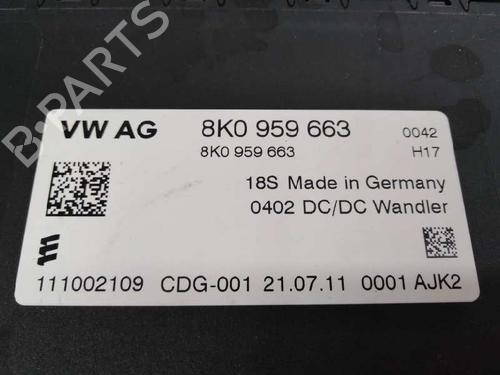 B-PARTS
VW AG 8K0 959 663 0042
8K0 959 663 H17
18S Made in Germany
0402 DC/DC Wandler
111002109 CDG-001 21.07.11 0001 AJK2